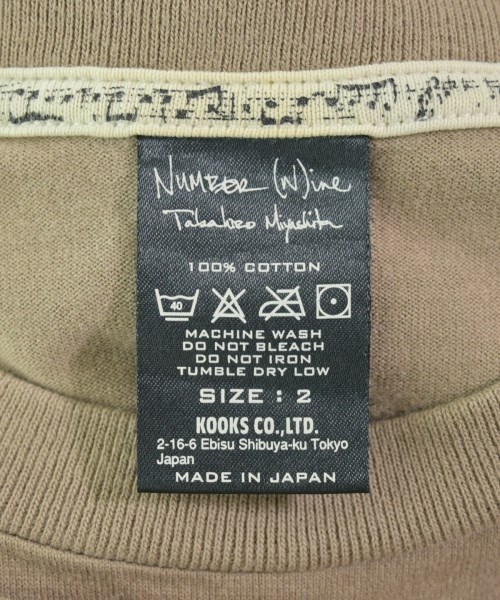 NUMBER (N)ine
Takahiro Miyashita
100% COTTON
40
MACHINE WASH
DO NOT BLEACH
DO NOT IRON
TUMBLE DRY LOW
SIZE : 2
KOOKS CO.,LTD.
2-16-6 Ebisu Shibuya-ku Tokyo
Japan
MADE IN JAPAN